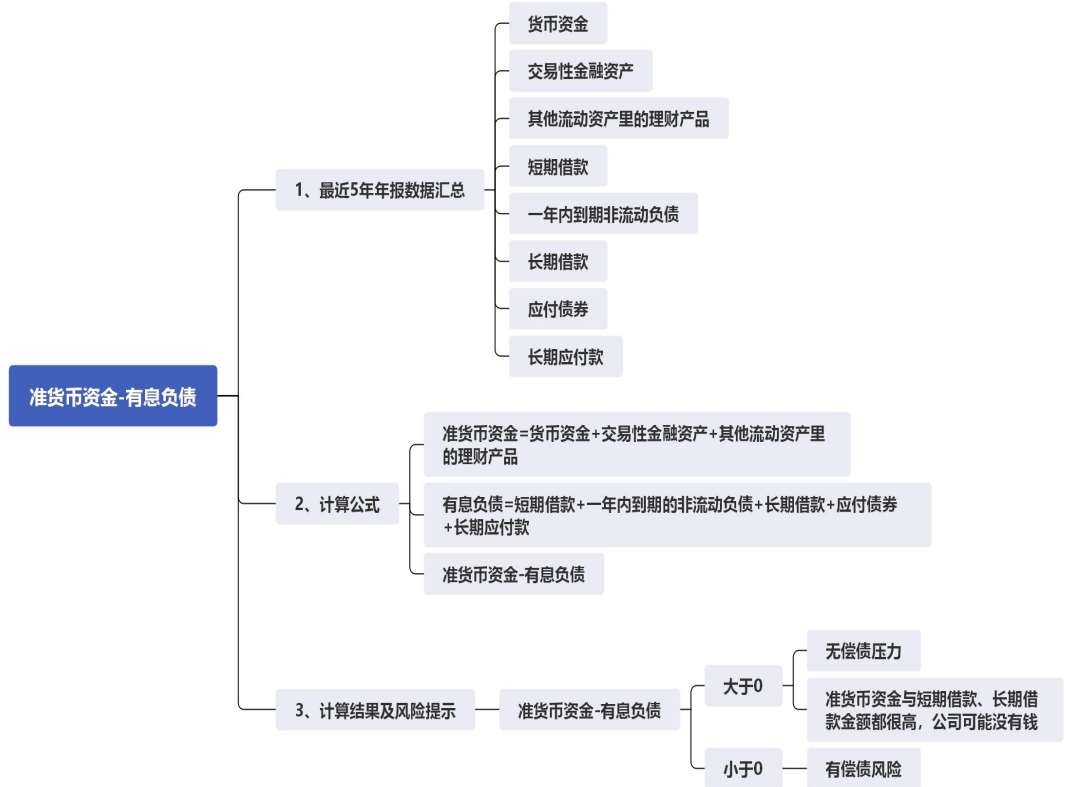 准货币资金-有息负债
1、最近5年年报数据汇总
货币资金
交易性金融资产
其他流动资产里的理财产品
短期借款
一年内到期非流动负债
长期借款
应付债券
长期应付款
2、计算公式
准货币资金=货币资金+交易性金融资产+其他流动资产里
的理财产品
有息负债=短期借款+一年内到期的非流动负债+长期借款+应付债券
+长期应付款
准货币资金-有息负债
3、计算结果及风险提示
准货币资金-有息负债
大于0
无偿债压力
准货币资金与短期借款、长期借
款金额都很高，公司可能没有钱
小于0
有偿债风险